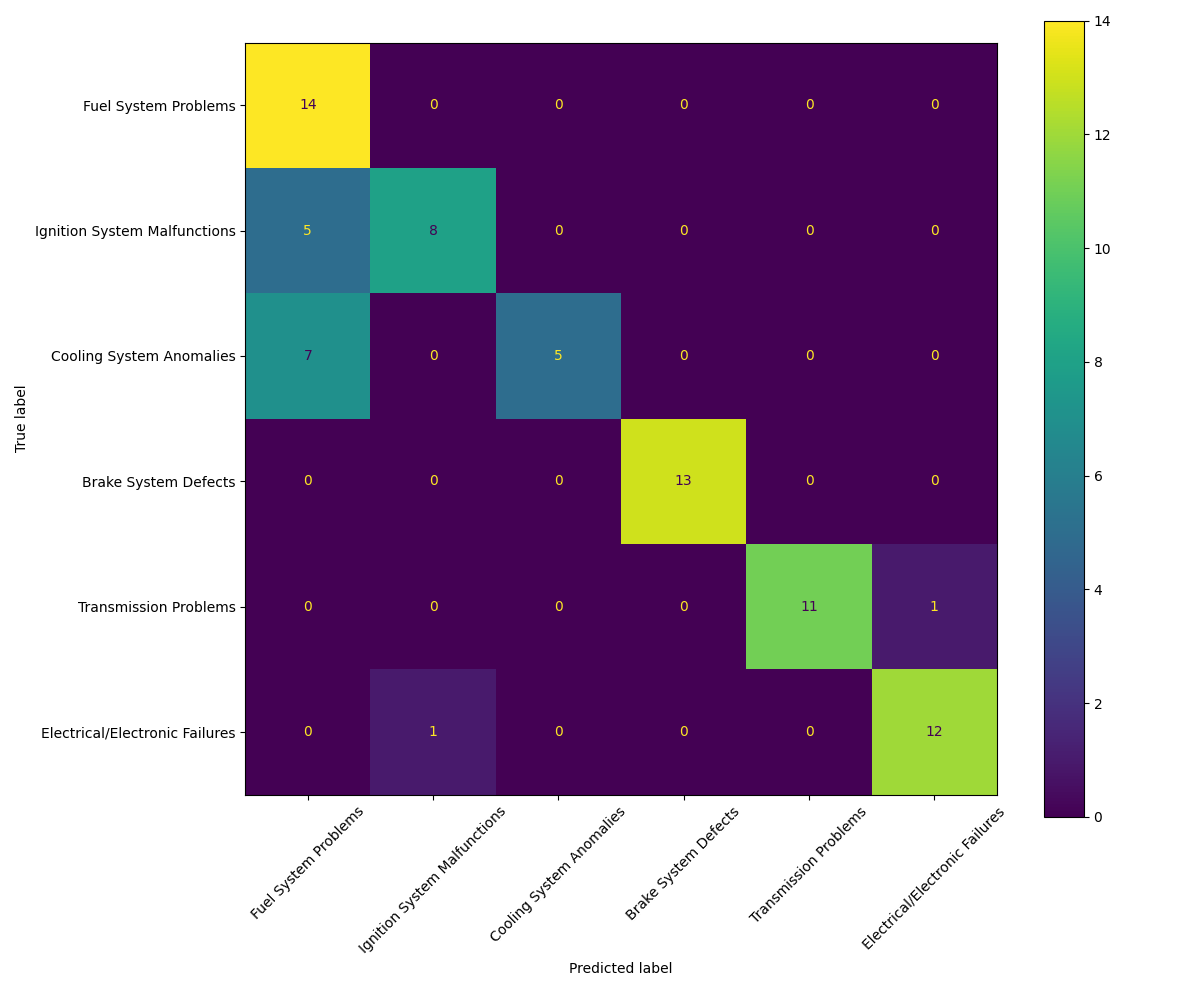 14
Fuel System Problems 14 0 0 0 0 0
12
Ignition System Malfunctions 5 8 0 0 0 0
10
Cooling System Anomalies 7 0 5 0 0 0
8
True label
6
Brake System Defects 0 0 0 13 0 0
4
Transmission Problems 0 0 0 0 11 1
2
Electrical/Electronic Failures 0 1 0 0 0 12
0
Fuel System Problems
Ignition System Malfunctions
Cooling System Anomalies
Brake System Defects
Transmission Problems
Electrical/Electronic Failures
Predicted label